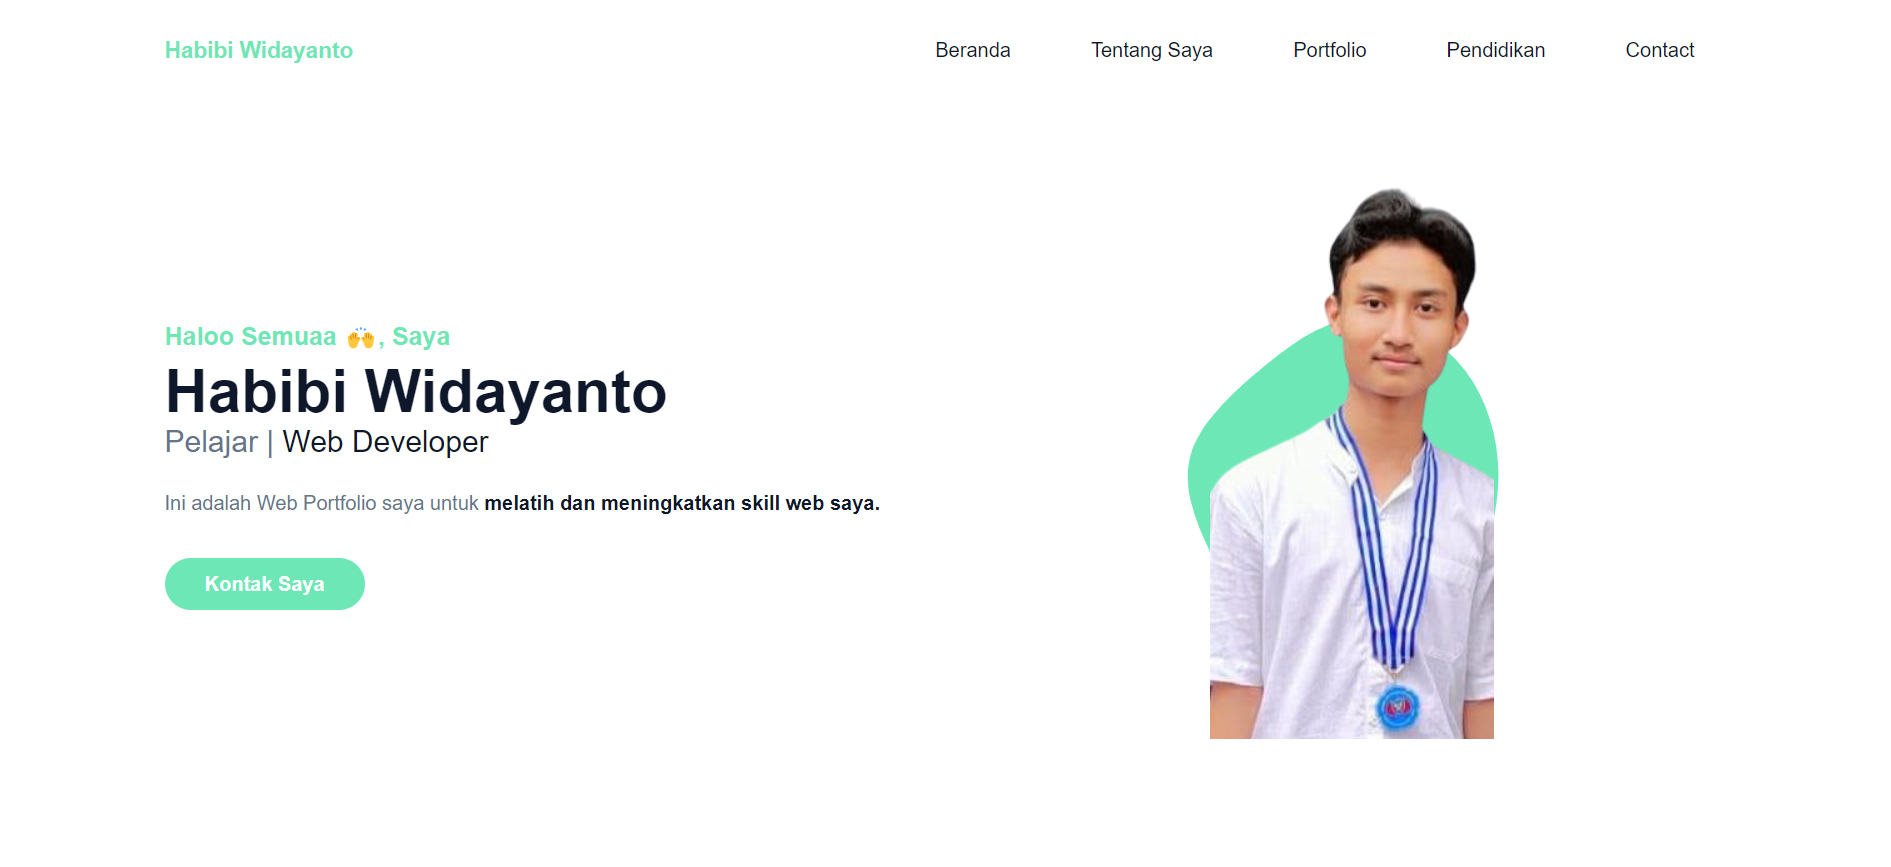 Habibi Widayanto
Beranda
Tentang Saya
Portfolio
Pendidikan
Contact
Haloo Semuaa 🙌, Saya
Habibi Widayanto
Pelajar | Web Developer
Ini adalah Web Portfolio saya untuk melatih dan meningkatkan skill web saya.
Kontak Saya